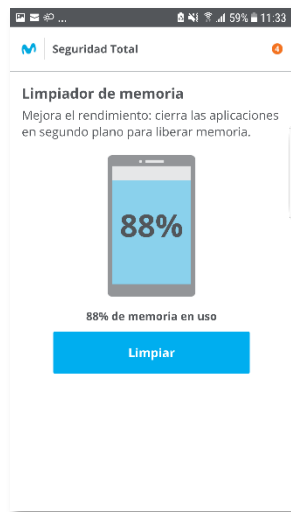 ... 59% 11:33
Seguridad Total 4
Limpiador de memoria
Mejora el rendimiento: cierra las aplicaciones
en segundo plano para liberar memoria.
88%
88% de memoria en uso
Limpiar